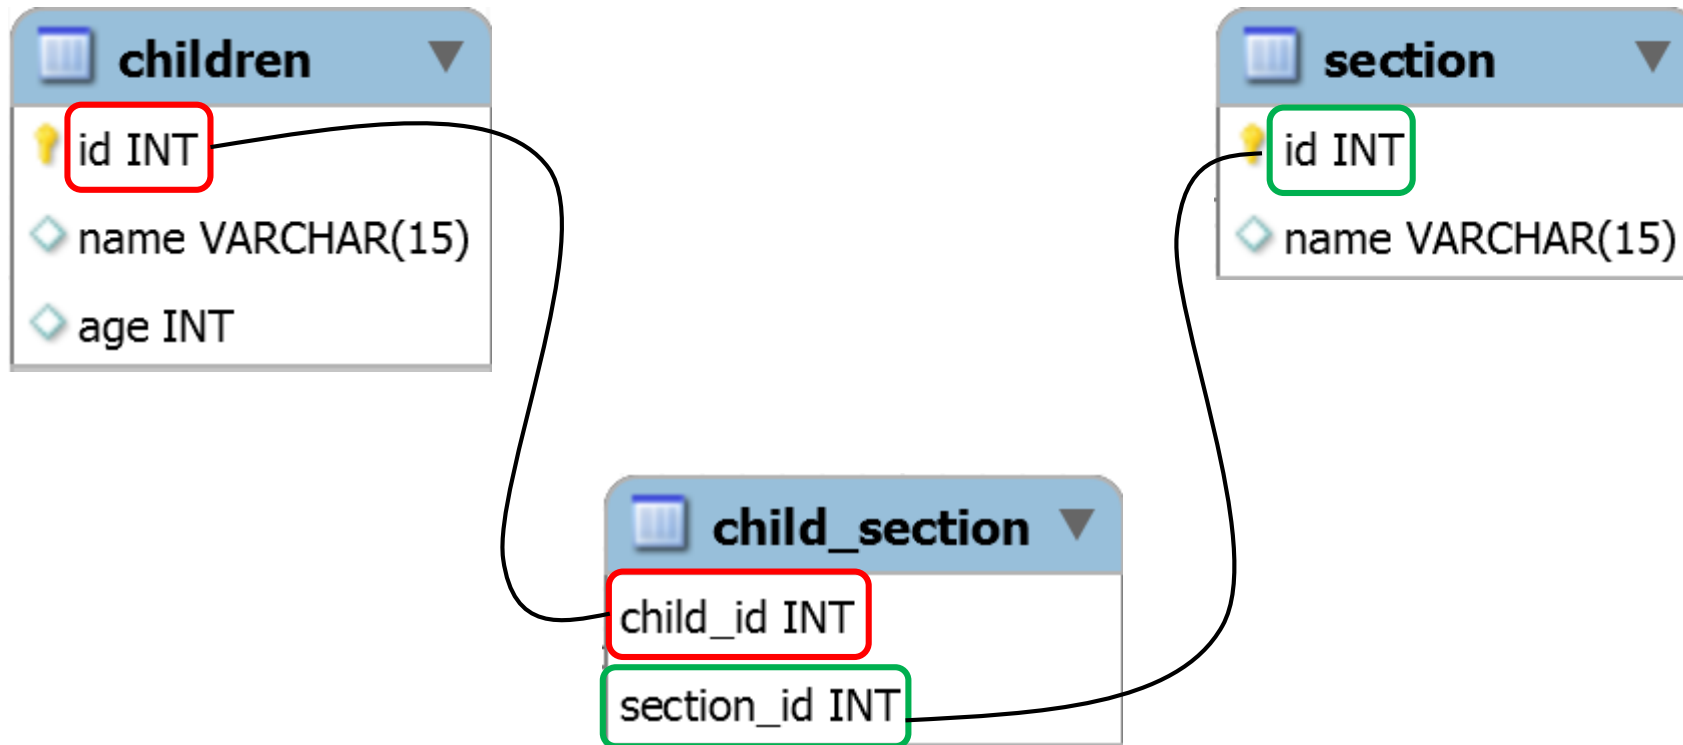 children
id INT
name VARCHAR(15)
age INT
section
id INT
name VARCHAR(15)
child_section
child_id INT
section_id INT